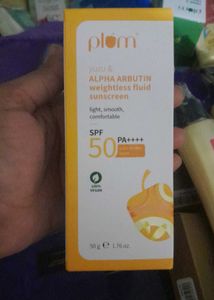 plum
yuzu &
ALPHA ARBUTIN
weightless fluid
sunscreen
light, smooth,
comfortable
SPF
50 PA++++
100%
VEGAN
50 g e 1.76 oz.